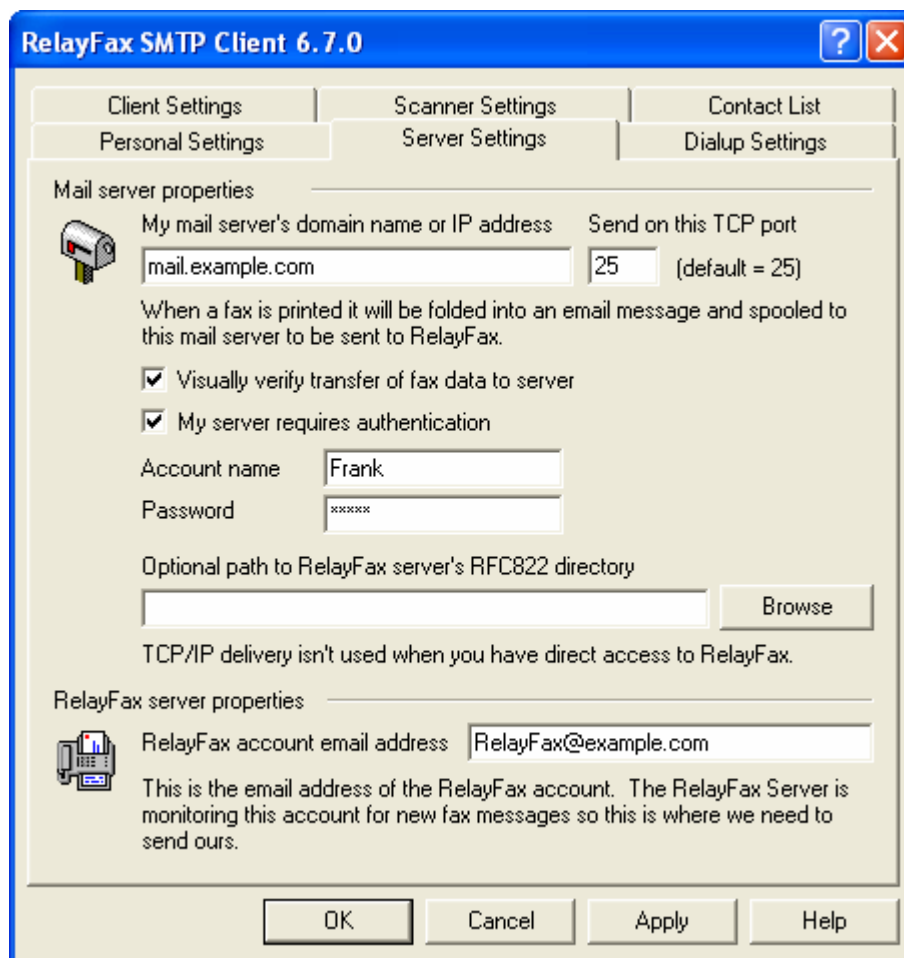 RelayFax SMTP Client 6.7.0
Client Settings
Scanner Settings
Contact List
Personal Settings
Server Settings
Dialup Settings
Mail server properties
My mail server's domain name or IP address
Send on this TCP port
mail.example.com
25
(default = 25)
When a fax is printed it will be folded into an email message and spooled to
this mail server to be sent to RelayFax.
Visually verify transfer of fax data to server
My server requires authentication
Account name
Frank
Password
*****
Optional path to RelayFax server's RFC822 directory
Browse
TCP/IP delivery isn't used when you have direct access to RelayFax.
RelayFax server properties
RelayFax account email address
RelayFax@example.com
This is the email address of the RelayFax account.  The RelayFax Server is
monitoring this account for new fax messages so this is where we need to
send ours.
OK
Cancel
Apply
Help